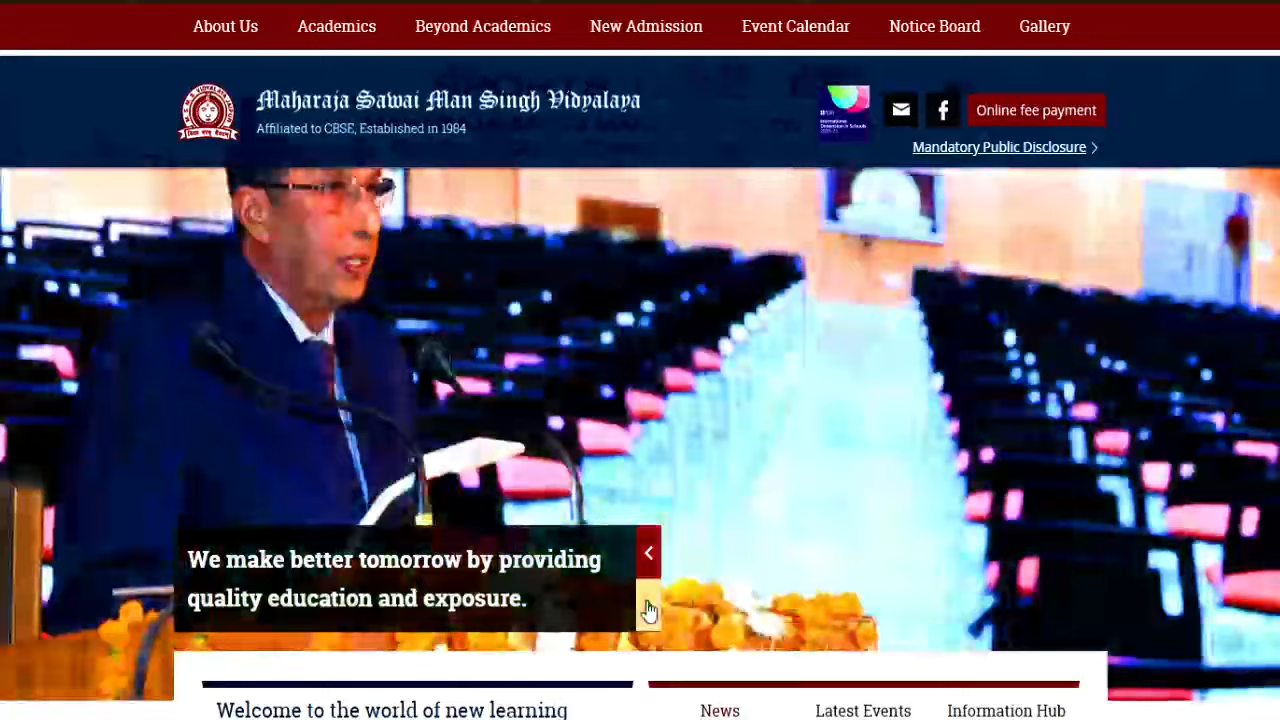 About Us Academics Beyond Academics New Admission Event Calendar Notice Board Gallery
Maharaja Sawai Man Singh Vidyalaya
Affiliated to CBSE, Established in 1984
Online fee payment
Mandatory Public Disclosure
We make better tomorrow by providing
quality education and exposure.
Welcome to the world of new learning
News Latest Events Information Hub